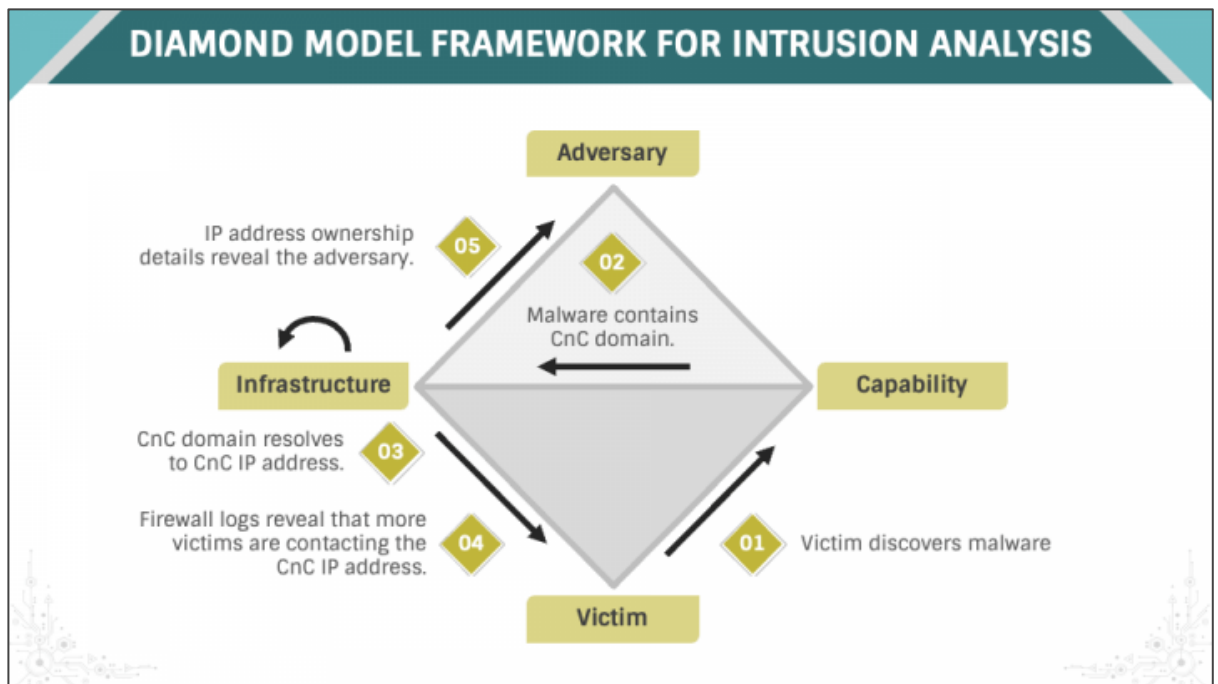 DIAMOND MODEL FRAMEWORK FOR INTRUSION ANALYSIS
Adversary
IP address ownership
details reveal the adversary.
05
02
Malware contains
CnC domain.
Infrastructure
Capability
CnC domain resolves
to CnC IP address.
03
Firewall logs reveal that more
victims are contacting the
CnC IP address.
04
01
Victim discovers malware
Victim